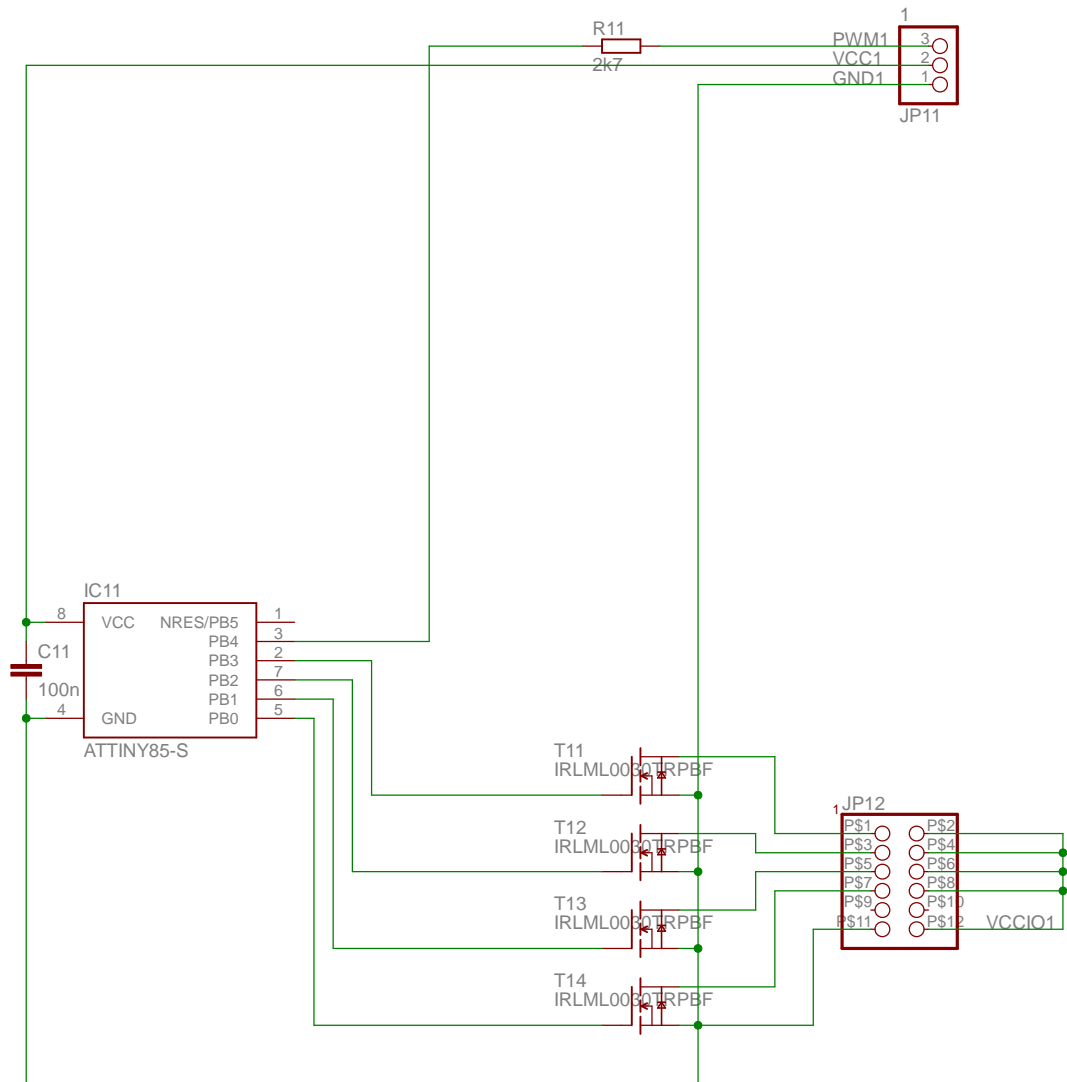 1
R11
PWM1 3
2k7
VCC1 2
GND1 1
JP11
IC11
8 VCC NRES/PB5 1
PB4 3
C11
PB3 2
PB2 7
100n
PB1 6
4 GND PB0 5
ATTINY85-S
T11
IRLML0030TRPBF
1 JP12
P$1 P$2
T12
P$3 P$4
IRLML0030TRPBF
P$5 P$6
P$7 P$8
T13
P$9 P$10
IRLML0030TRPBF
P$11 P$12 VCCIO1
T14
IRLML0030TRPBF